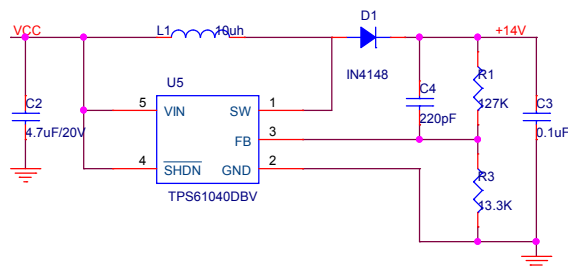 D1
VCC
L1
10uh
+14V
IN4148
U5
C4
R1
C2
C3
5
VIN
SW
1
127K
4.7uF/20V
220pF
0.1uF
FB
3
4
SHDN
GND
2
R3
13.3K
TPS61040DBV